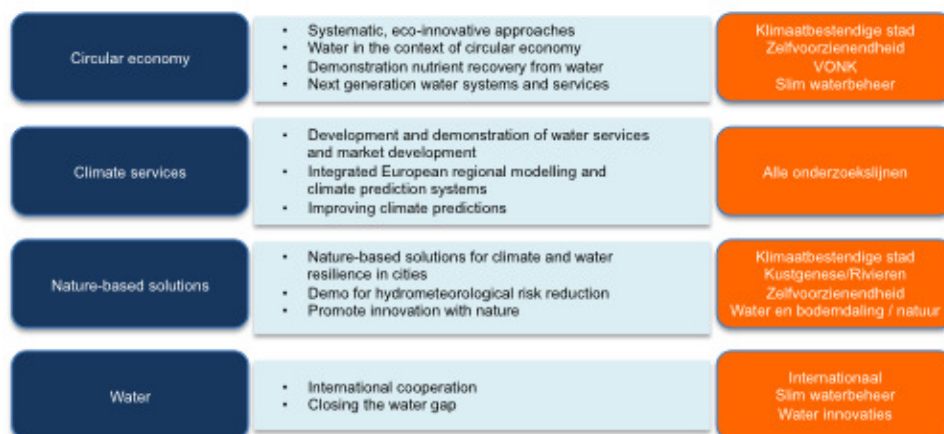 Circular economy
• Systematic, eco-innovative approaches
• Water in the context of circular economy
• Demonstration nutrient recovery from water
• Next generation water systems and services
Klimaatbestendige stad
Zelfvoorzienendheid
VONK
Slim waterbeheer
Climate services
• Development and demonstration of water services
and market development
• Integrated European regional modelling and
climate prediction systems
• Improving climate predictions
Alle onderzoekslijnen
Nature-based solutions
• Nature-based solutions for climate and water
resilience in cities
• Demo for hydrometeorological risk reduction
• Promote innovation with nature
Klimaatbestendige stad
Kustgenese/Rivieren
Zelfvoorzienendheid
Water en bodemdaling / natuur
Water
• International cooperation
• Closing the water gap
Internationaal
Slim waterbeheer
Water innovaties